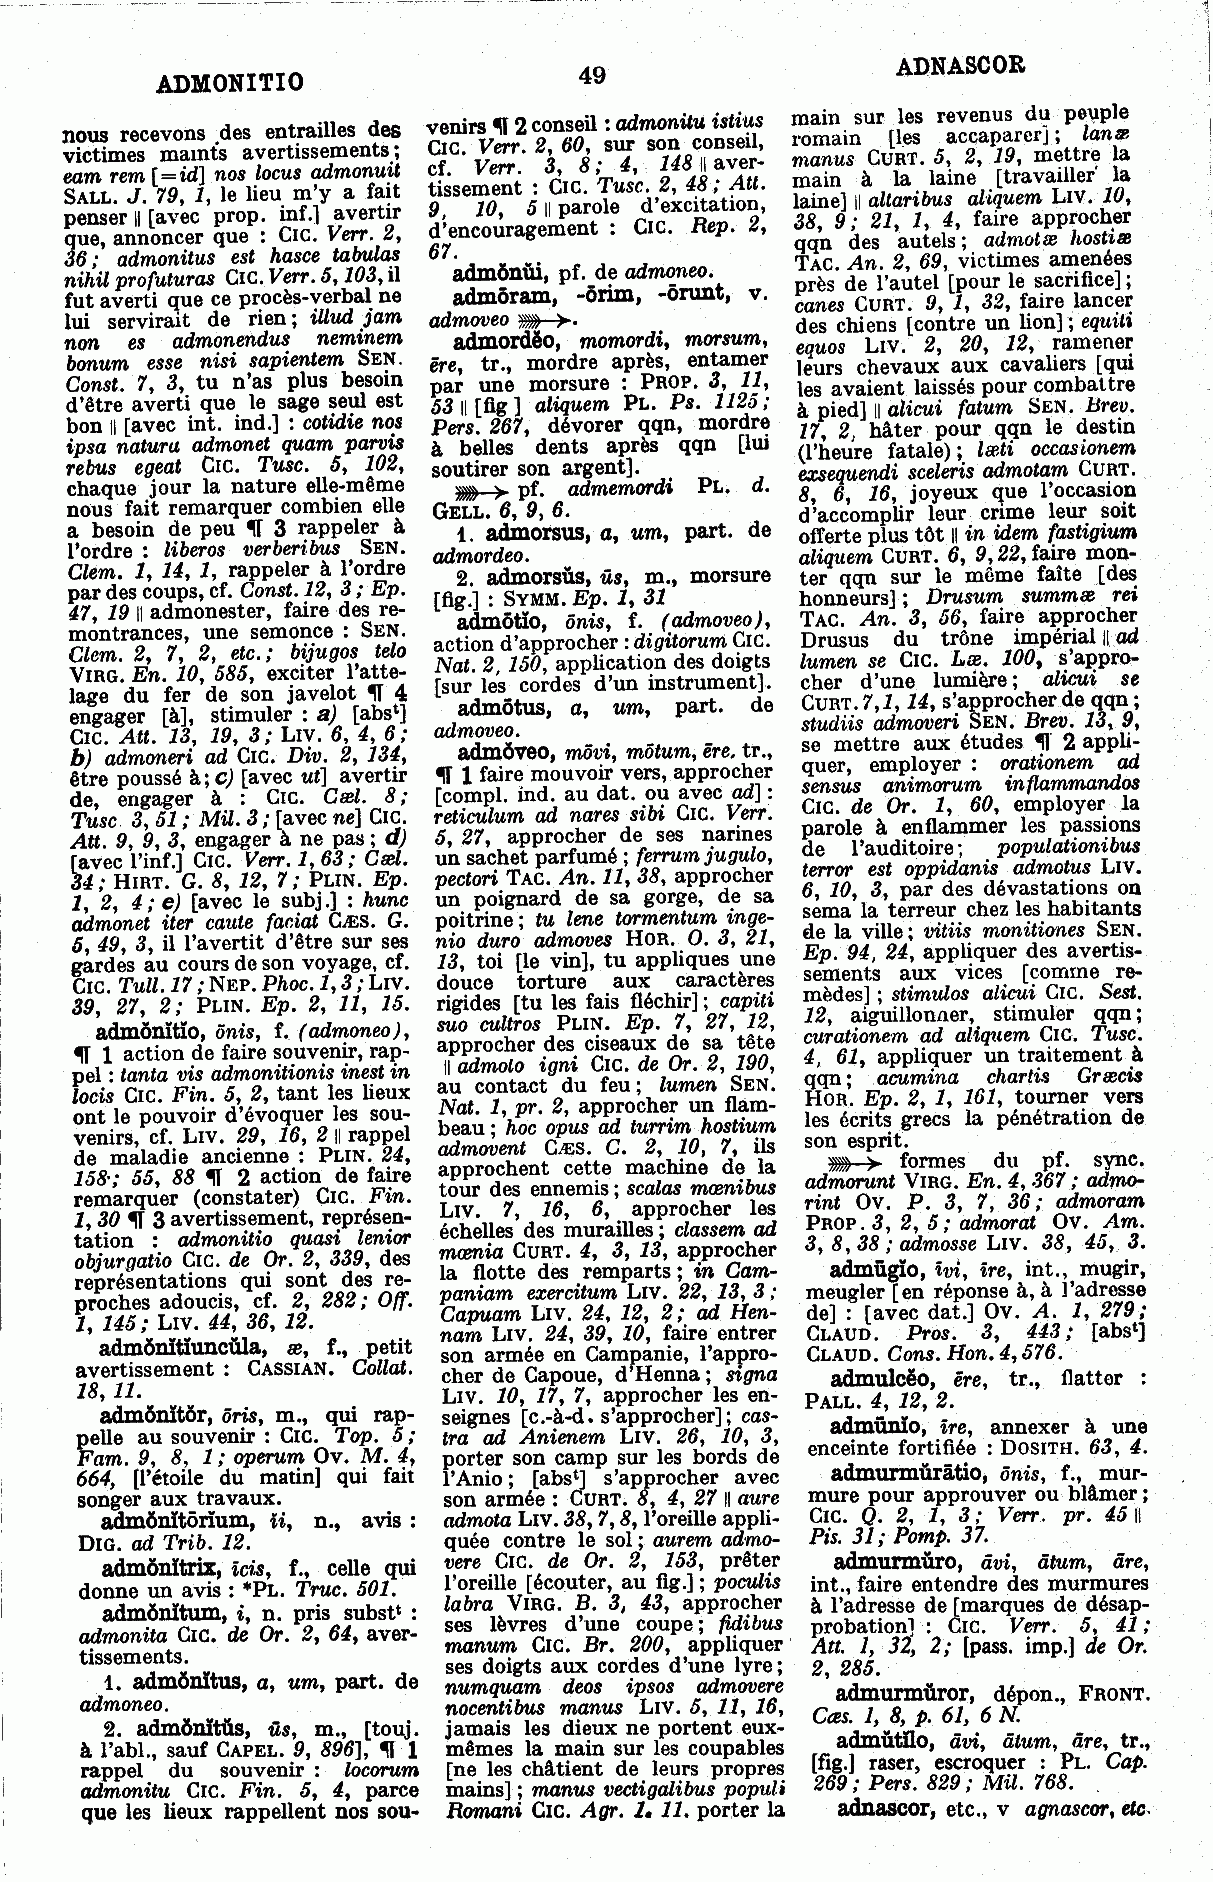 ADMONITIO
49
ADNASCOR
nous recevons des entrailles des
victimes maints avertissements ;
eam rem [=id] nos locus admonuit
SALL. J. 79, 1, le lieu m'y a fait
penser || [avec prop. inf.] avertir
que, annoncer que : CIC. Verr. 2,
36 ; admonitus est hasce tabulas
nihil profuturas CIC. Verr. 5, 103, il
fut averti que ce procès-verbal ne
lui servirait de rien ; illud jam
non es admonendus neminem
bonum esse nisi sapientem SEN.
Const. 7, 3, tu n'as plus besoin
d'être averti que le sage seul est
bon || [avec int. ind.] : cotidie nos
ipsa natura admonet quam parvis
rebus egeat CIC. Tusc. 5, 102,
chaque jour la nature elle-même
nous fait remarquer combien elle
a besoin de peu ¶ 3 rappeler à
l'ordre : liberos verberibus SEN.
Clem. 1, 14, 1, rappeler à l'ordre
par des coups, cf. Const. 12, 3 ; Ep.
47, 19 || admonester, faire des re-
montrances, une semonce : SEN.
Clem. 2, 7, 2, etc. ; bijugos telo
VIRG. En. 10, 585, exciter l'atte-
lage du fer de son javelot ¶ 4
engager [à], stimuler : a) [absᵗ]
CIC. Att. 13, 19, 3 ; LIV. 6, 4, 6 ;
b) admoneri ad CIC. Div. 2, 134,
être poussé à ; c) [avec ut] avertir
de, engager à : CIC. Cæl. 8 ;
Tusc. 3, 51 ; Mil. 3 ; [avec ne] CIC.
Att. 9, 9, 3, engager à ne pas ; d)
[avec l'inf.] CIC. Verr. 1, 63 ; Cæl.
34 ; HIRT. G. 8, 12, 7 ; PLIN. Ep.
1, 2, 4 ; e) [avec le subj.] : hunc
admonet iter caute faciat CÆS. G.
5, 49, 3, il l'avertit d'être sur ses
gardes au cours de son voyage, cf.
CIC. Tull. 17 ; NEP. Phoc. 1, 3 ; LIV.
39, 27, 2 ; PLIN. Ep. 2, 11, 15.
admŏnĭtĭo, ōnis, f. (admoneo),
¶ 1 action de faire souvenir, rap-
pel : tanta vis admonitionis inest in
locis CIC. Fin. 5, 2, tant les lieux
ont le pouvoir d'évoquer les sou-
venirs, cf. LIV. 29, 16, 2 || rappel
de maladie ancienne : PLIN. 24,
158 ; 55, 88 ¶ 2 action de faire
remarquer (constater) CIC. Fin.
1, 30 ¶ 3 avertissement, représen-
tation : admonitio quasi lenior
objurgatio CIC. de Or. 2, 339, des
représentations qui sont des re-
proches adoucis, cf. 2, 282 ; Off.
1, 145 ; LIV. 44, 36, 12.
admŏnĭtĭuncŭla, æ, f., petit
avertissement : CASSIAN. Collat.
18, 11.
admŏnĭtŏr, ōris, m., qui rap-
pelle au souvenir : CIC. Top. 5 ;
Fam. 9, 8, 1 ; operum OV. M. 4,
664, [l'étoile du matin] qui fait
songer aux travaux.
admŏnĭtōrĭum, ii, n., avis :
DIG. ad Trib. 12.
admŏnĭtrix, īcis, f., celle qui
donne un avis : *PL. Truc. 501.
admŏnĭtum, i, n. pris substᵗ :
admonita CIC. de Or. 2, 64, aver-
tissements.
1. admŏnĭtus, a, um, part. de
admoneo.
2. admŏnĭtŭs, ūs, m., [touj.
à l'abl., sauf CAPEL. 9, 896], ¶ 1
rappel du souvenir : locorum
admonitu CIC. Fin. 5, 4, parce
que les lieux rappellent nos sou-
venirs ¶ 2 conseil : admonitu istius
CIC. Verr. 2, 60, sur son conseil,
cf. Verr. 3, 8 ; 4, 148 || aver-
tissement : CIC. Tusc. 2, 48 ; Att.
9, 10, 5 || parole d'excitation,
d'encouragement : CIC. Rep. 2,
67.
admŏnŭi, pf. de admoneo.
admōram, -ōrim, -ōrunt, v.
admoveo ⟫→.
admordĕo, momordi, morsum,
ēre, tr., mordre après, entamer
par une morsure : PROP. 3, 11,
53 || [fig ] aliquem PL. Ps. 1125 ;
Pers. 267, dévorer qqn, mordre
à belles dents après qqn [lui
soutirer son argent].
⟫→ pf. admemordi PL. d.
GELL. 6, 9, 6.
1. admorsus, a, um, part. de
admordeo.
2. admorsŭs, ūs, m., morsure
[fig.] : SYMM. Ep. 1, 31
admōtĭo, ōnis, f. (admoveo),
action d'approcher : digitorum CIC.
Nat. 2, 150, application des doigts
[sur les cordes d'un instrument].
admōtus, a, um, part. de
admoveo.
admŏveo, mōvi, mōtum, ēre, tr.,
¶ 1 faire mouvoir vers, approcher
[compl. ind. au dat. ou avec ad] :
reticulum ad nares sibi CIC. Verr.
5, 27, approcher de ses narines
un sachet parfumé ; ferrum jugulo,
pectori TAC. An. 11, 38, approcher
un poignard de sa gorge, de sa
poitrine ; tu lene tormentum inge-
nio duro admoves HOR. O. 3, 21,
13, toi [le vin], tu appliques une
douce torture aux caractères
rigides [tu les fais fléchir] ; capiti
suo cultros PLIN. Ep. 7, 27, 12,
approcher des ciseaux de sa tête
|| admoto igni CIC. de Or. 2, 190,
au contact du feu ; lumen SEN.
Nat. 1, pr. 2, approcher un flam-
beau ; hoc opus ad turrim hostium
admovent CÆS. C. 2, 10, 7, ils
approchent cette machine de la
tour des ennemis ; scalas mœnibus
LIV. 7, 16, 6, approcher les
échelles des murailles ; classem ad
mœnia CURT. 4, 3, 13, approcher
la flotte des remparts ; in Cam-
paniam exercitum LIV. 22, 13, 3 ;
Capuam LIV. 24, 12, 2 ; ad Hen-
nam LIV. 24, 39, 10, faire entrer
son armée en Campanie, l'appro-
cher de Capoue, d'Henna ; signa
LIV. 10, 17, 7, approcher les en-
seignes [c.-à-d. s'approcher] ; cas-
tra ad Anienem LIV. 26, 10, 3,
porter son camp sur les bords de
l'Anio ; [absᵗ] s'approcher avec
son armée : CURT. 8, 4, 27 || aure
admota LIV. 38, 7, 8, l'oreille appli-
quée contre le sol ; aurem admo-
vere CIC. de Or. 2, 153, prêter
l'oreille [écouter, au fig.] ; poculis
labra VIRG. B. 3, 43, approcher
ses lèvres d'une coupe ; fidibus
manum CIC. Br. 200, appliquer
ses doigts aux cordes d'une lyre ;
numquam deos ipsos admovere
nocentibus manus LIV. 5, 11, 16,
jamais les dieux ne portent eux-
mêmes la main sur les coupables
[ne les châtient de leurs propres
mains] ; manus vectigalibus populi
Romani CIC. Agr. 1. 11. porter la
main sur les revenus du peuple
romain [les accaparer] ; lanæ
manus CURT. 5, 2, 19, mettre la
main à la laine [travailler la
laine] || altaribus aliquem LIV. 10,
38, 9 ; 21, 1, 4, faire approcher
qqn des autels ; admotæ hostiæ
TAC. An. 2, 69, victimes amenées
près de l'autel [pour le sacrifice] ;
canes CURT. 9, 1, 32, faire lancer
des chiens [contre un lion] ; equiti
equos LIV. 2, 20, 12, ramener
leurs chevaux aux cavaliers [qui
les avaient laissés pour combattre
à pied] || alicui fatum SEN. Brev.
17, 2, hâter pour qqn le destin
(l'heure fatale) ; læti occasionem
exsequendi sceleris admotam CURT.
8, 6, 16, joyeux que l'occasion
d'accomplir leur crime leur soit
offerte plus tôt || in idem fastigium
aliquem CURT. 6, 9, 22, faire mon-
ter qqn sur le même faîte [des
honneurs] ; Drusum summæ rei
TAC. An. 3, 56, faire approcher
Drusus du trône impérial || ad
lumen se CIC. Læ. 100, s'appro-
cher d'une lumière ; alicui se
CURT. 7, 1, 14, s'approcher de qqn ;
studiis admoveri SEN. Brev. 13, 9,
se mettre aux études ¶ 2 appli-
quer, employer : orationem ad
sensus animorum inflammandos
CIC. de Or. 1, 60, employer la
parole à enflammer les passions
de l'auditoire ; populationibus
terror est oppidanis admotus LIV.
6, 10, 3, par des dévastations on
sema la terreur chez les habitants
de la ville ; vitiis monitiones SEN.
Ep. 94, 24, appliquer des avertis-
sements aux vices [comme re-
mèdes] ; stimulos alicui CIC. Sest.
12, aiguillonner, stimuler qqn ;
curationem ad aliquem CIC. Tusc.
4, 61, appliquer un traitement à
qqn ; acumina chartis Græcis
HOR. Ep. 2, 1, 161, tourner vers
les écrits grecs la pénétration de
son esprit.
⟫→ formes du pf. sync.
admorunt VIRG. En. 4, 367 ; admo-
rint OV. P. 3, 7, 36 ; admoram
PROP. 3, 2, 5 ; admorat OV. Am.
3, 8, 38 ; admosse LIV. 38, 45, 3.
admūgĭo, īvi, īre, int., mugir,
meugler [en réponse à, à l'adresse
de] : [avec dat.] OV. A. 1, 279 ;
CLAUD. Pros. 3, 443 ; [absᵗ]
CLAUD. Cons. Hon. 4, 576.
admulcĕo, ēre, tr., flatter :
PALL. 4, 12, 2.
admūnĭo, īre, annexer à une
enceinte fortifiée : DOSITH. 63, 4.
admurmŭrātio, ōnis, f., mur-
mure pour approuver ou blâmer ;
CIC. Q. 2, 1, 3 ; Verr. pr. 45 ||
Pis. 31 ; Pomp. 37.
admurmŭro, āvi, ātum, āre,
int., faire entendre des murmures
à l'adresse de [marques de désap-
probation] : CIC. Verr. 5, 41 ;
Att. 1, 32, 2 ; [pass. imp.] de Or.
2, 285.
admurmŭror, dépon., FRONT.
Cæs. 1, 8, p. 61, 6 N.
admŭtĭlo, āvi, ātum, āre, tr.,
[fig.] raser, escroquer : PL. Cap.
269 ; Pers. 829 ; Mil. 768.
adnascor, etc., v agnascor, etc.